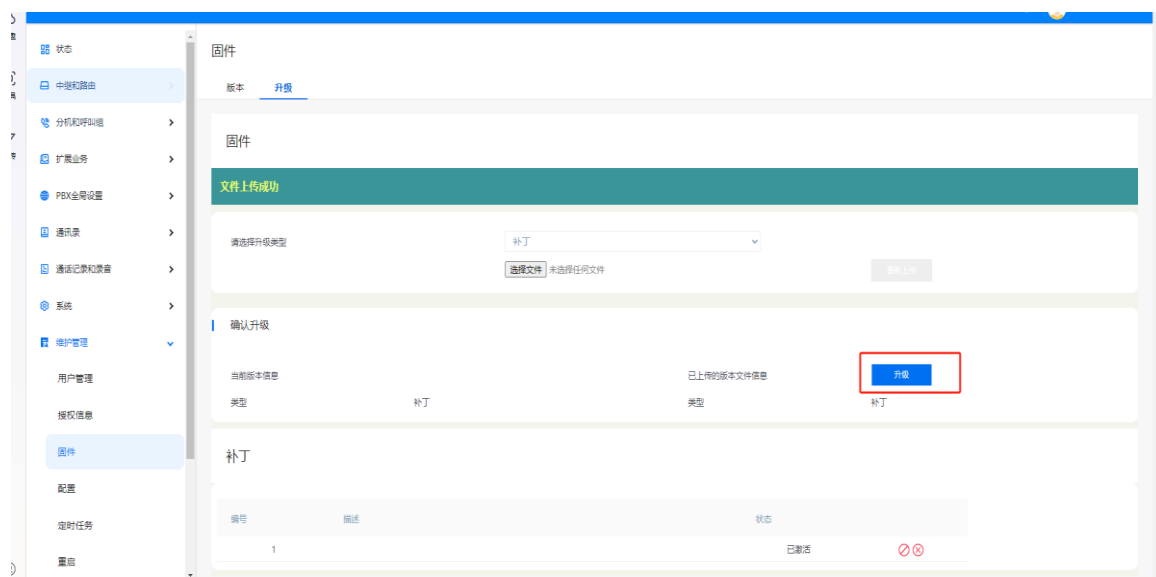 状态
中继和路由
分机和呼叫组
扩展业务
PBX全局设置
通讯录
通话记录和录音
系统
维护管理
用户管理
授权信息
固件
配置
定时任务
重启
固件
版本 升级
固件
文件上传成功
请选择升级类型 补丁
选择文件 未选择任何文件 重新上传
确认升级
当前版本信息 已上传的版本文件信息 升级
类型 补丁 类型 补丁
补丁
编号 描述 状态
1 已激活